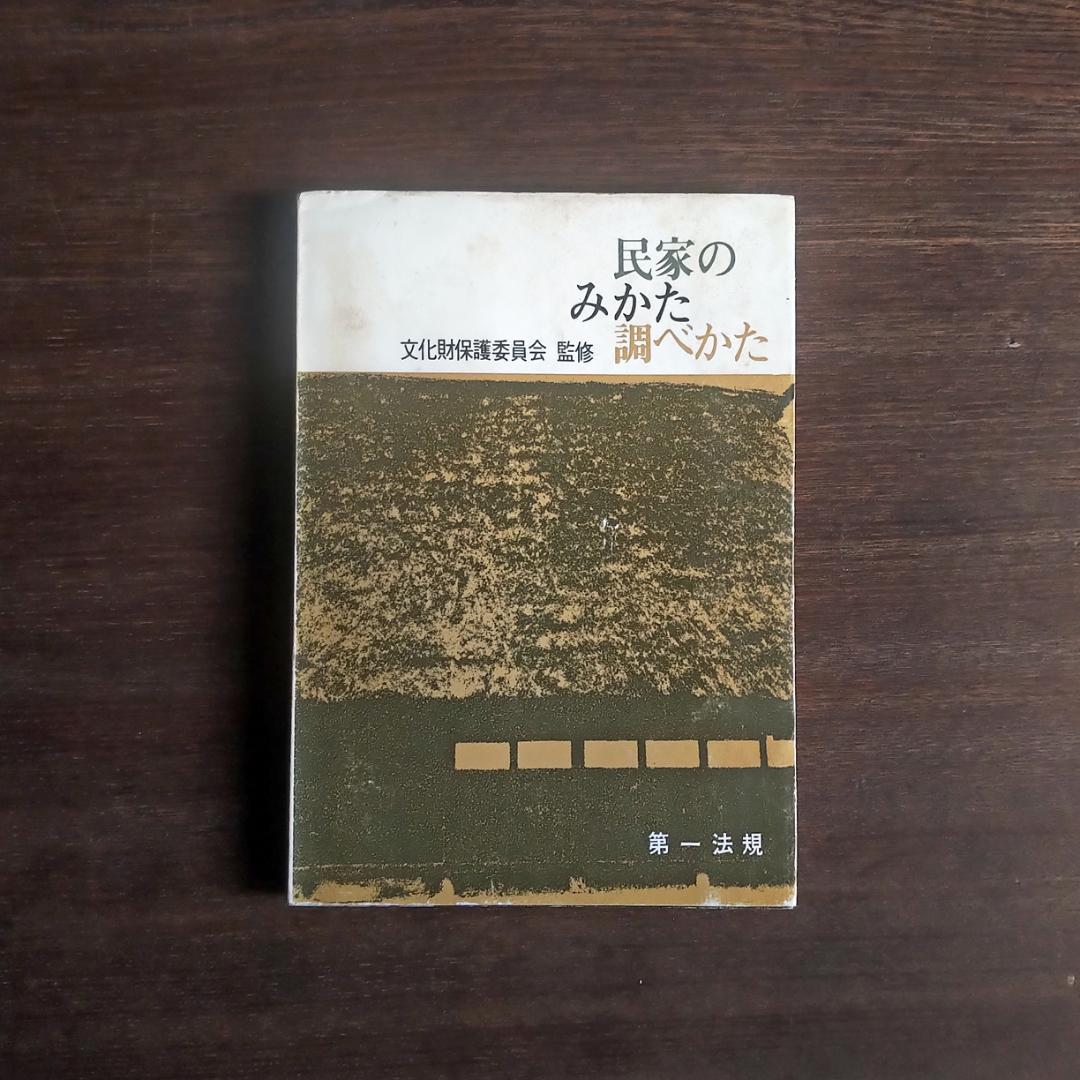 民家の
みかた
調べかた
文化財保護委員会 監修
第一法規